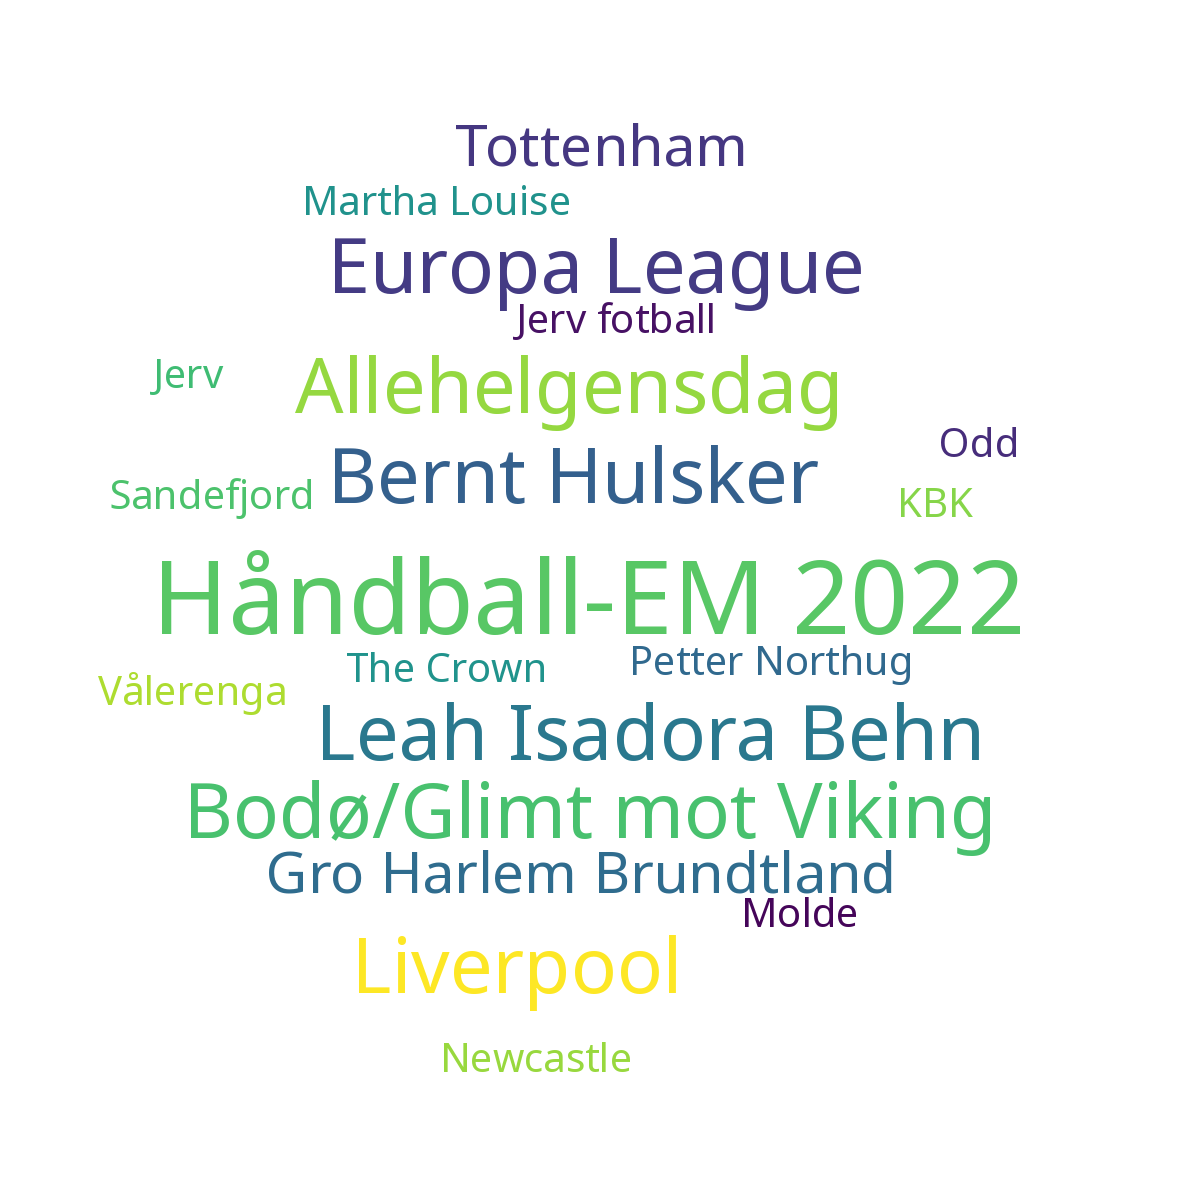 Tottenham
Martha Louise
Europa League
Jerv fotball
Jerv
Allehelgensdag
Odd
Bernt Hulsker
Sandefjord
KBK
Håndball-EM 2022
The Crown
Petter Northug
Vålerenga
Leah Isadora Behn
Bodø/Glimt mot Viking
Gro Harlem Brundtland
Molde
Liverpool
Newcastle